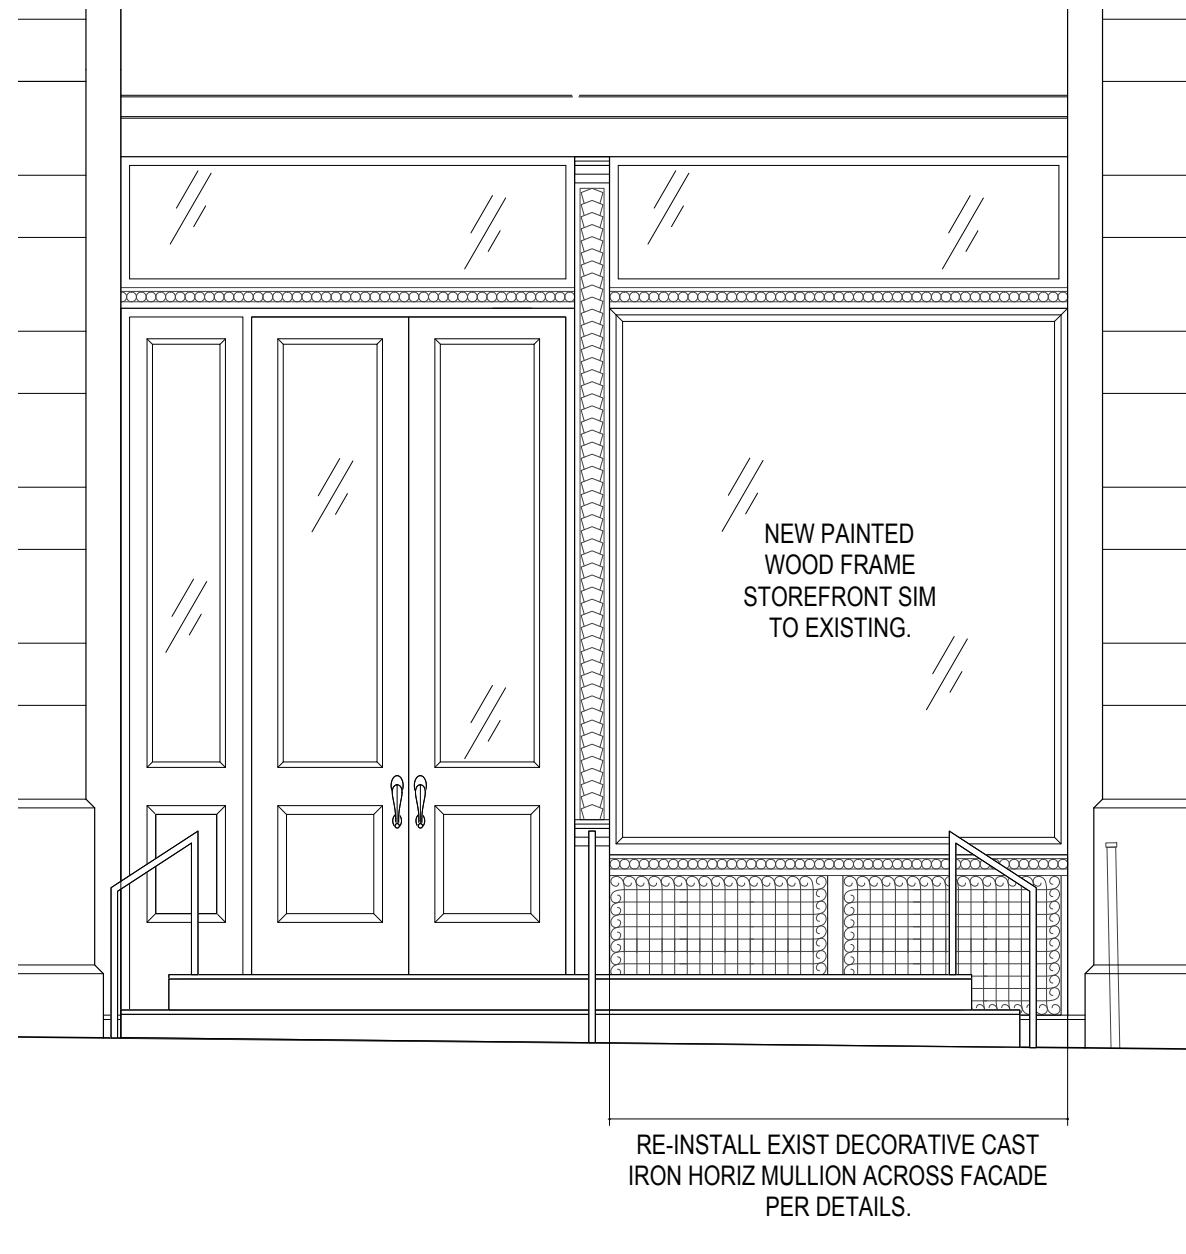 NEW PAINTED
WOOD FRAME
STOREFRONT SIM
TO EXISTING.
RE-INSTALL EXIST DECORATIVE CAST
IRON HORIZ MULLION ACROSS FACADE
PER DETAILS.